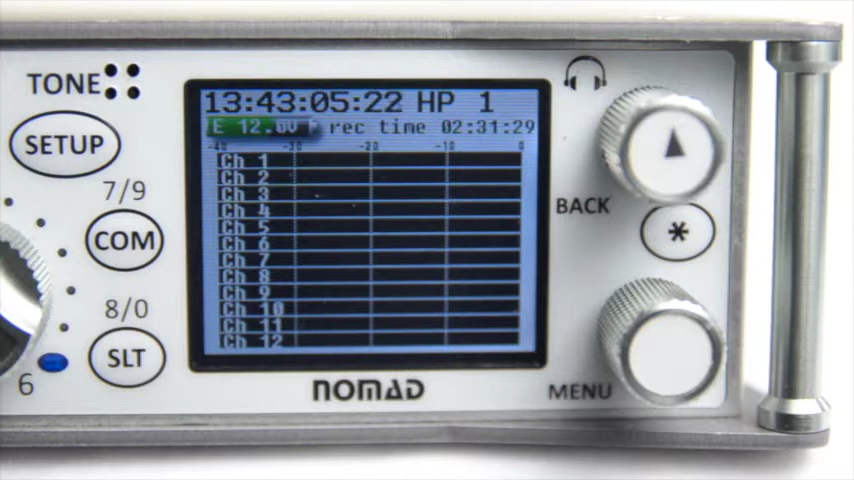 TONE
SETUP
7/9
COM
8/0
SLT
6
13:43:05:22 HP 1
E 12.0V F rec time 02:31:29
-40 -30 -20 -10 0
Ch 1
Ch 2
Ch 3
Ch 4
Ch 5
Ch 6
Ch 7
Ch 8
Ch 9
Ch 10
Ch 11
Ch 12
NOMAD
BACK
*
MENU